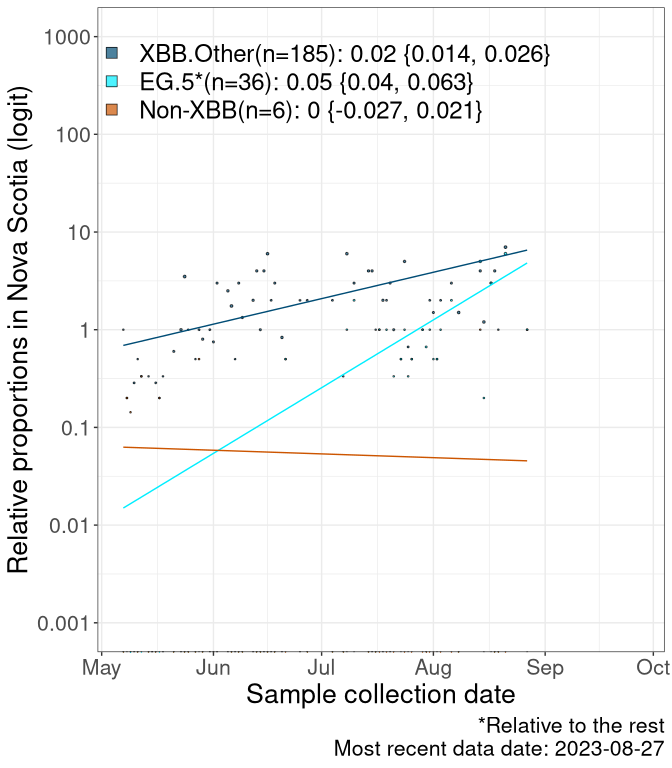 Relative proportions in Nova Scotia (logit)
1000
100
10
1
0.1
0.01
0.001
XBB.Other(n=185): 0.02 {0.014, 0.026}
EG.5*(n=36): 0.05 {0.04, 0.063}
Non-XBB(n=6): 0 {-0.027, 0.021}
May Jun Jul Aug Sep Oct
Sample collection date
*Relative to the rest
Most recent data date: 2023-08-27